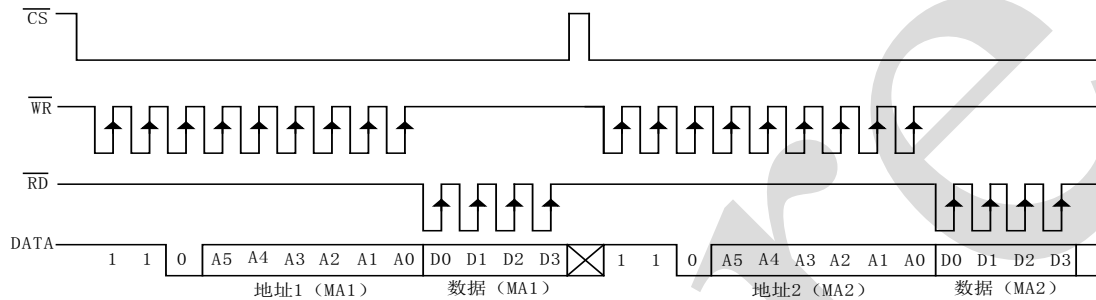 CS
WR
RD
DATA 1 1 0 A5 A4 A3 A2 A1 A0 D0 D1 D2 D3 1 1 0 A5 A4 A3 A2 A1 A0 D0 D1 D2 D3
地址1（MA1） 数据（MA1） 地址2（MA2） 数据（MA2）